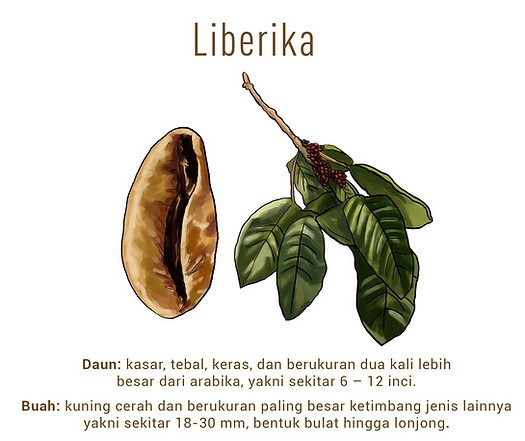 Liberika
Daun: kasar, tebal, keras, dan berukuran dua kali lebih
besar dari arabika, yakni sekitar 6 – 12 inci.
Buah: kuning cerah dan berukuran paling besar ketimbang jenis lainnya
yakni sekitar 18-30 mm, bentuk bulat hingga lonjong.